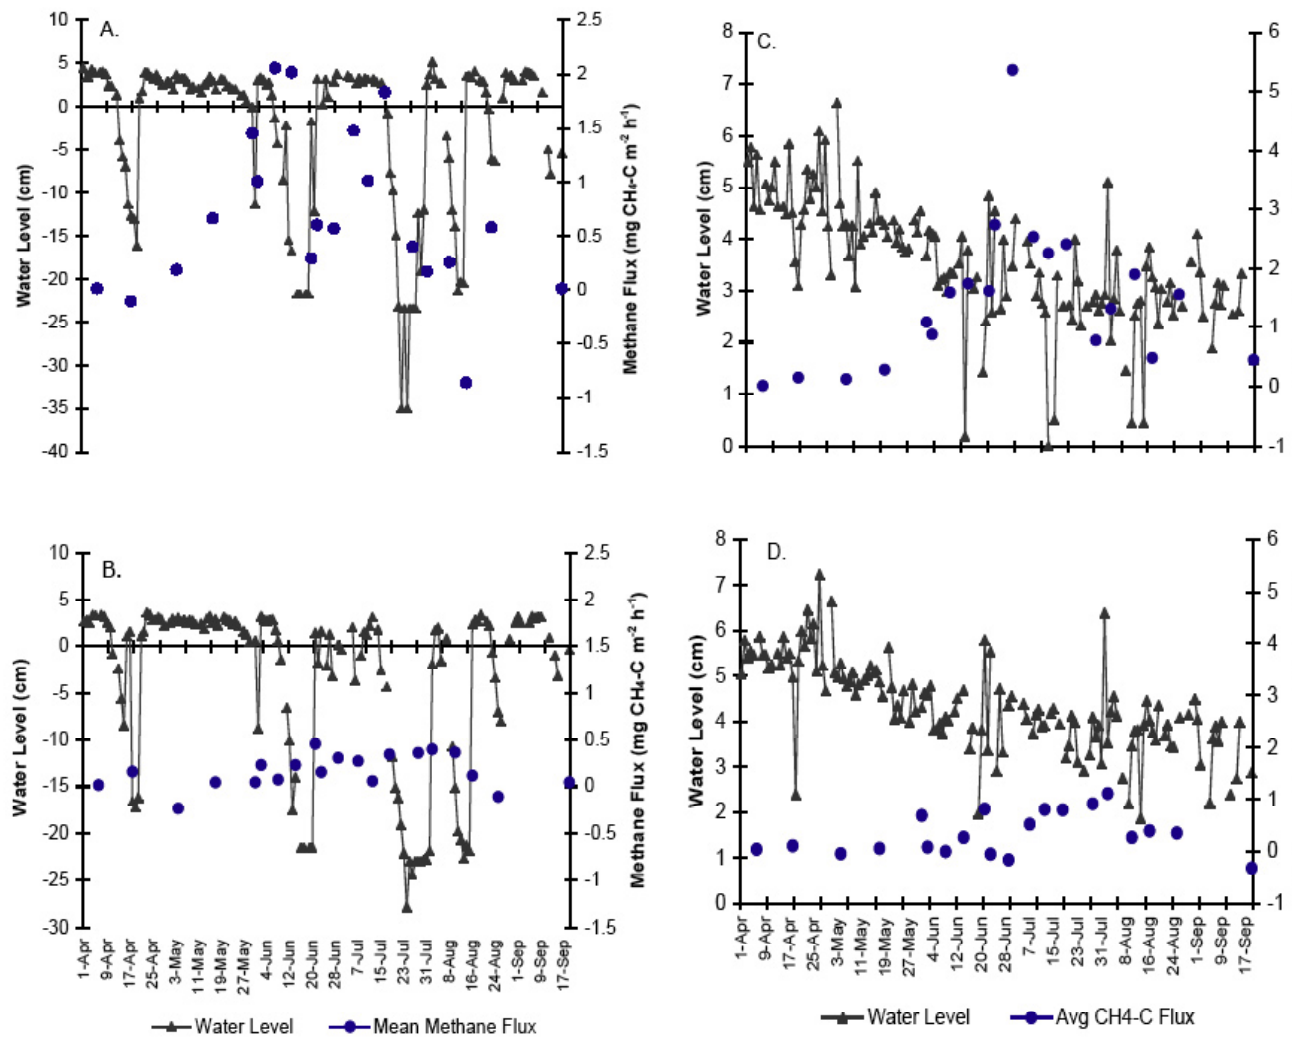 A.
10
5
0
-5
-10
-15
-20
-25
-30
-35
-40
Water Level (cm)
2.5
2
1.5
1
0.5
0
-0.5
-1
-1.5
Methane Flux (mg CH₄-C m⁻² h⁻¹)
C.
8
7
6
5
4
3
2
1
0
Water Level (cm)
6
5
4
3
2
1
0
-1
B.
10
5
0
-5
-10
-15
-20
-25
-30
Water Level (cm)
2.5
2
1.5
1
0.5
0
-0.5
-1
-1.5
Methane Flux (mg CH₄-C m⁻² h⁻¹)
1-Apr
9-Apr
17-Apr
25-Apr
3-May
11-May
19-May
27-May
4-Jun
12-Jun
20-Jun
28-Jun
7-Jul
15-Jul
23-Jul
31-Jul
8-Aug
16-Aug
24-Aug
1-Sep
9-Sep
17-Sep
Water Level
Mean Methane Flux
D.
8
7
6
5
4
3
2
1
0
Water Level (cm)
6
5
4
3
2
1
0
-1
1-Apr
9-Apr
17-Apr
25-Apr
3-May
11-May
19-May
27-May
4-Jun
12-Jun
20-Jun
28-Jun
7-Jul
15-Jul
23-Jul
31-Jul
8-Aug
16-Aug
24-Aug
1-Sep
9-Sep
17-Sep
Water Level
Avg CH4-C Flux